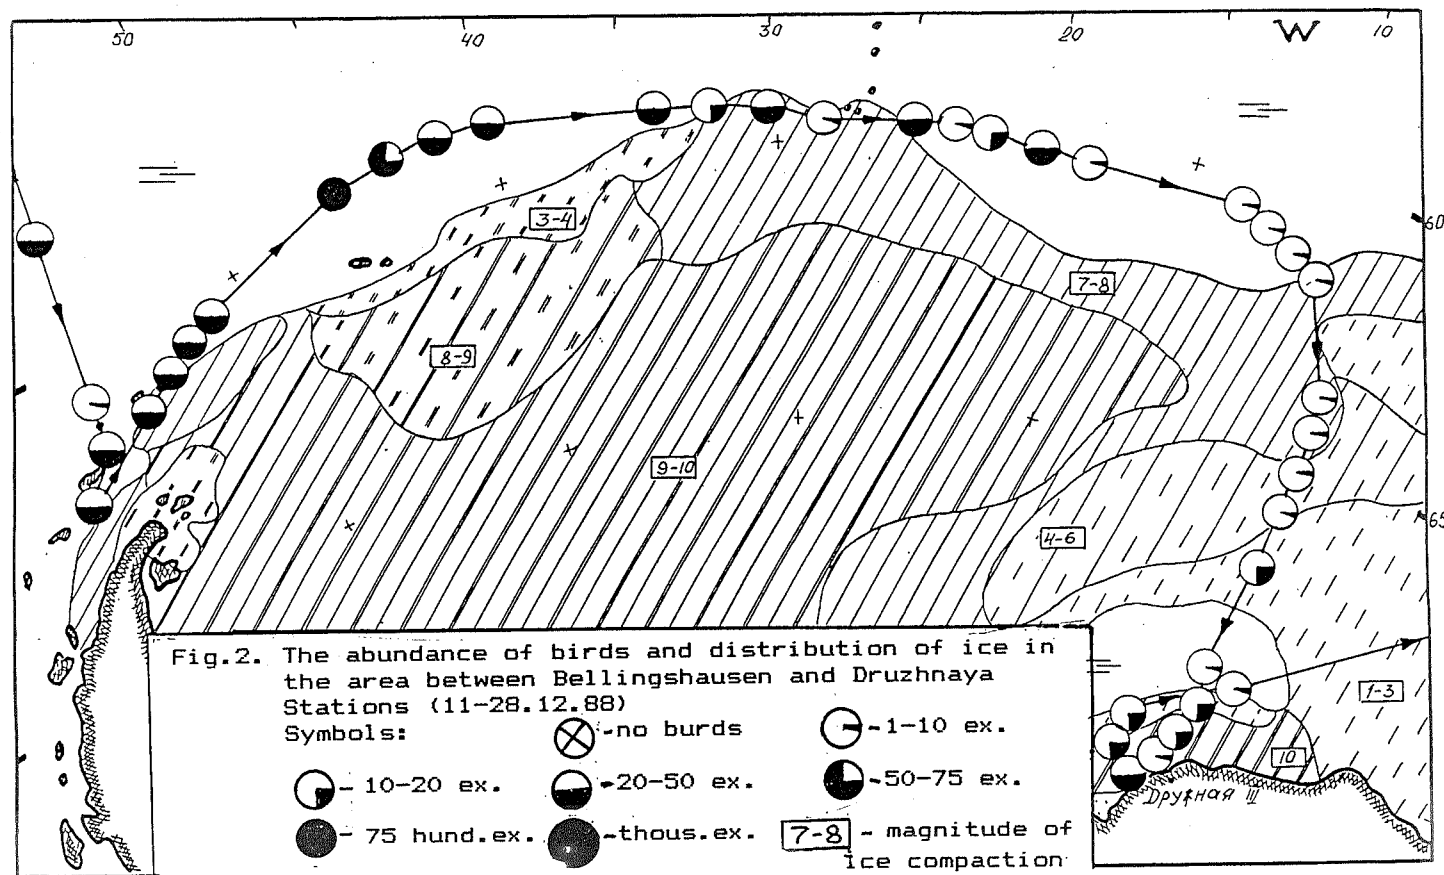 50 40 30 20 W 10
60
3-4
7-8
8-9
9-10
65
4-6
1-3
10
Дружная III
Fig.2. The abundance of birds and distribution of ice in
the area between Bellingshausen and Druzhnaya
Stations (11-28.12.88)
Symbols:
-no burds
-1-10 ex.
- 10-20 ex.
-20-50 ex.
-50-75 ex.
- 75 hund.ex.
-thous.ex.
7-8 - magnitude of
ice compaction